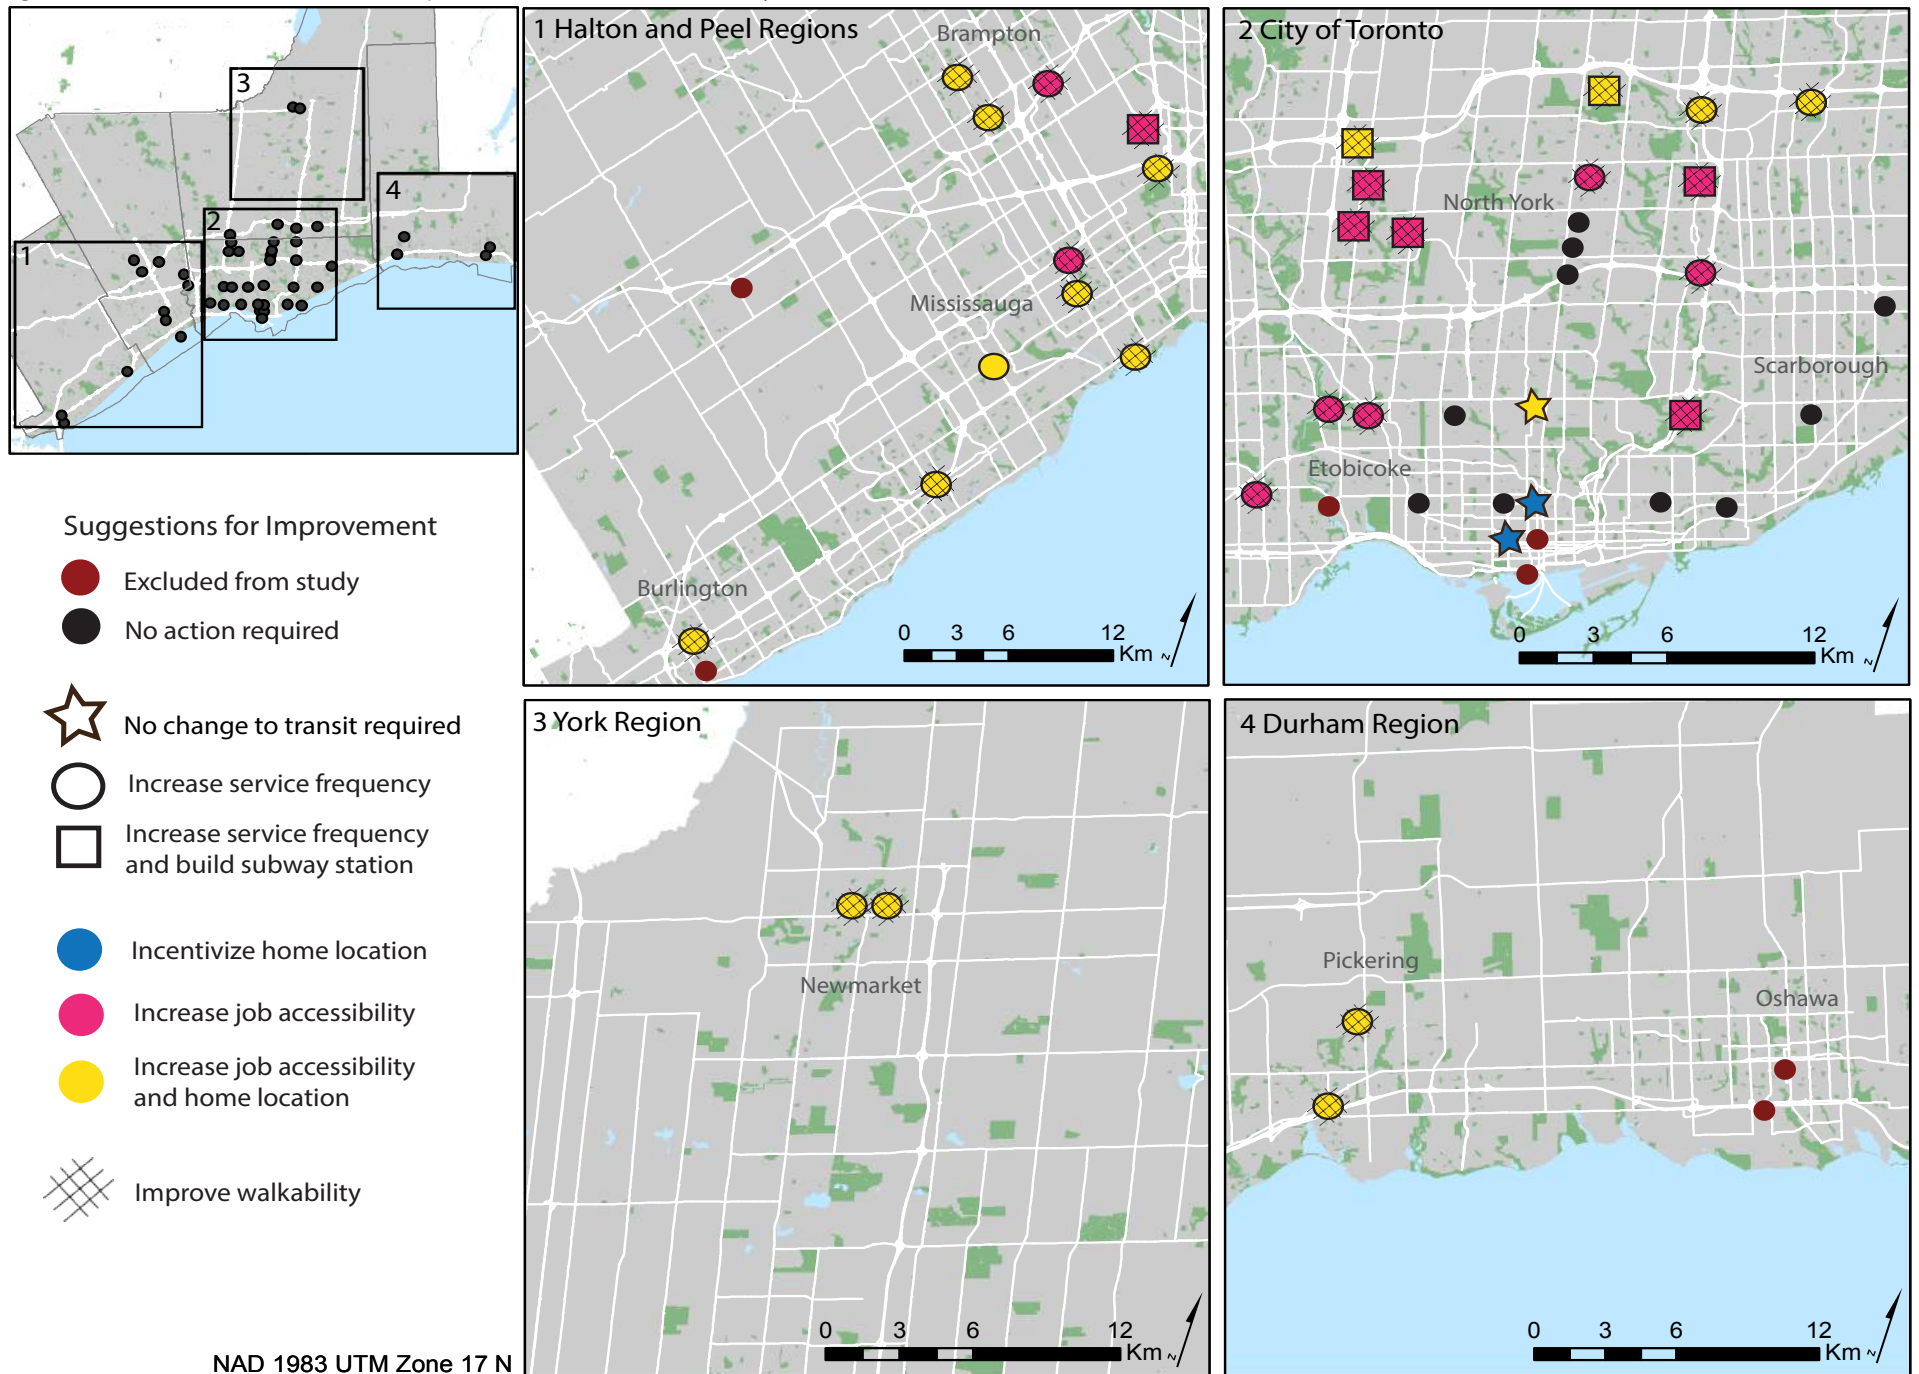 3
4
2
1
Suggestions for Improvement
Excluded from study
No action required
No change to transit required
Increase service frequency
Increase service frequency
and build subway station
Incentivize home location
Increase job accessibility
Increase job accessibility
and home location
Improve walkability
NAD 1983 UTM Zone 17 N
1 Halton and Peel Regions
Brampton
Mississauga
Burlington
0 3 6 12
Km N
2 City of Toronto
North York
Scarborough
Etobicoke
0 3 6 12
Km N
3 York Region
Newmarket
0 3 6 12
Km N
4 Durham Region
Pickering
Oshawa
0 3 6 12
Km N